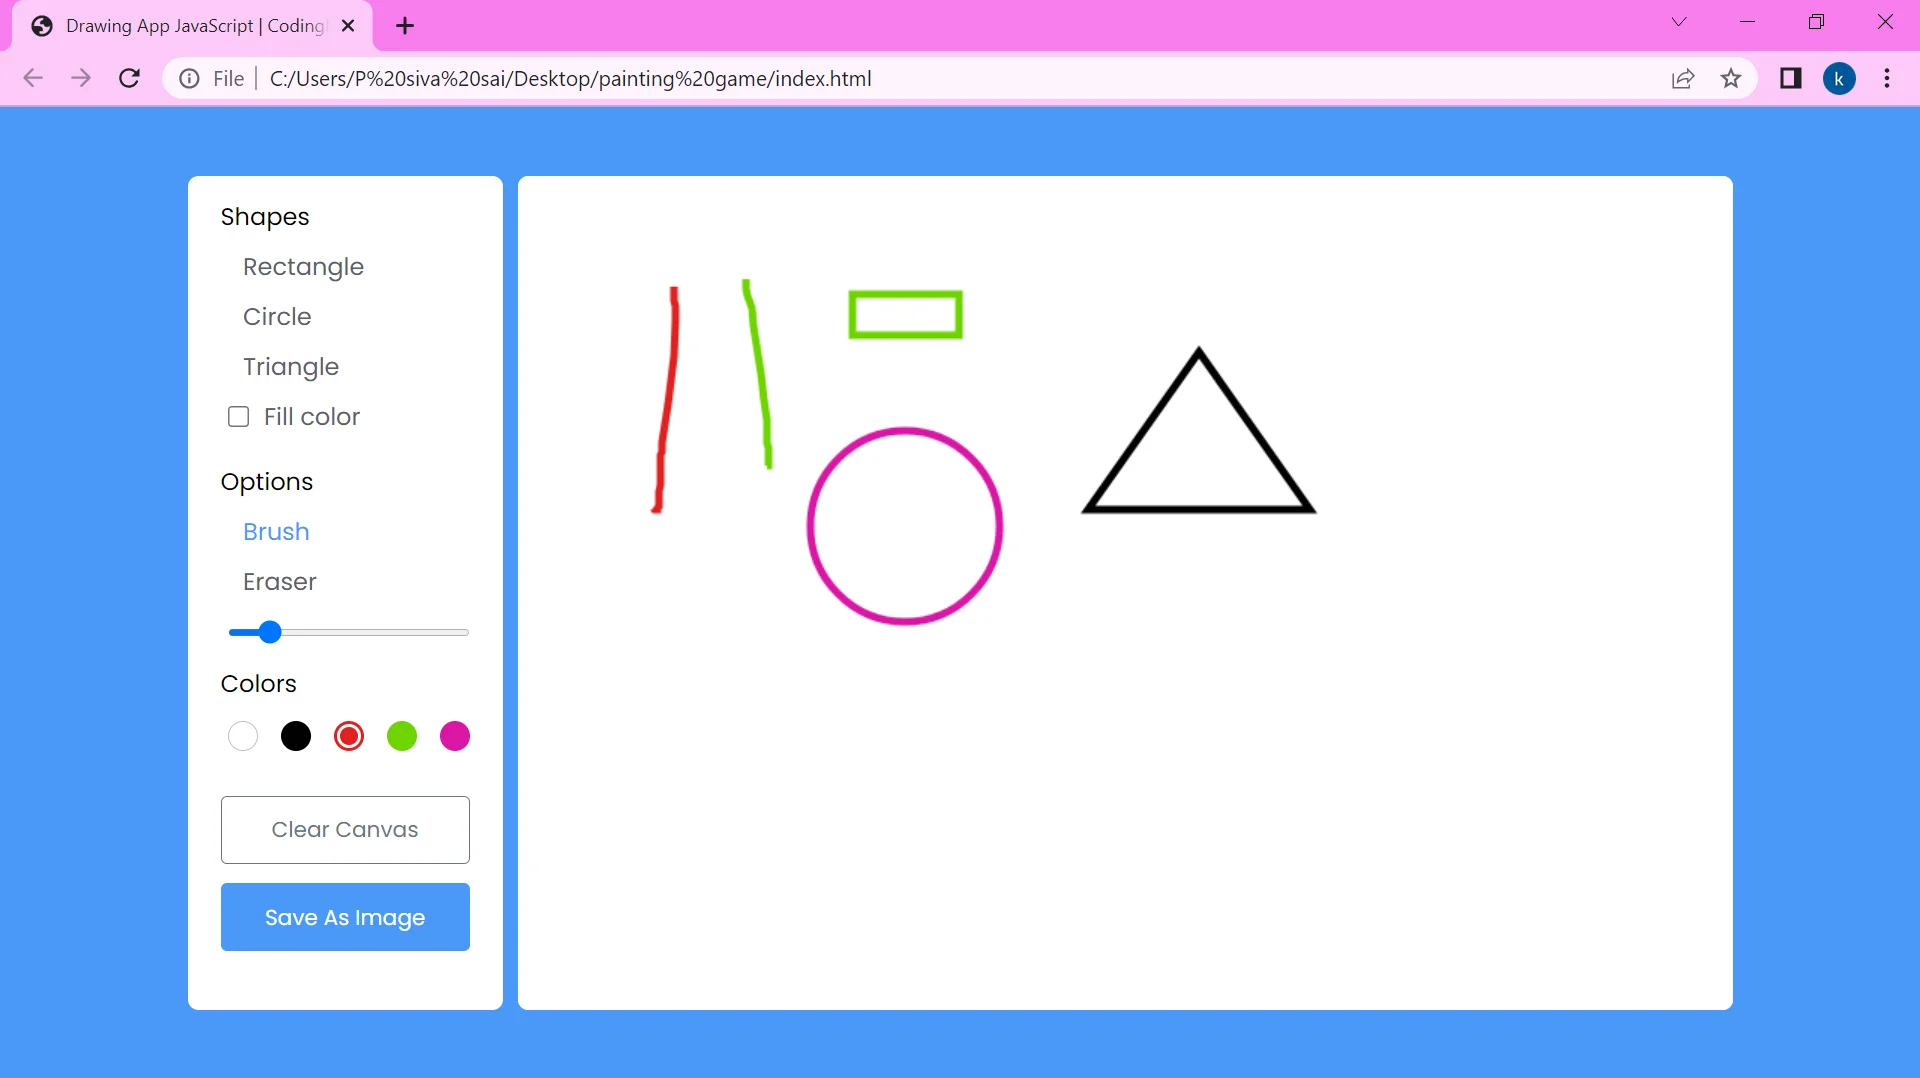 Drawing App JavaScript | Coding
File C:/Users/P%20siva%20sai/Desktop/painting%20game/index.html
k
Shapes
Rectangle
Circle
Triangle
Fill color
Options
Brush
Eraser
Colors
Clear Canvas
Save As Image